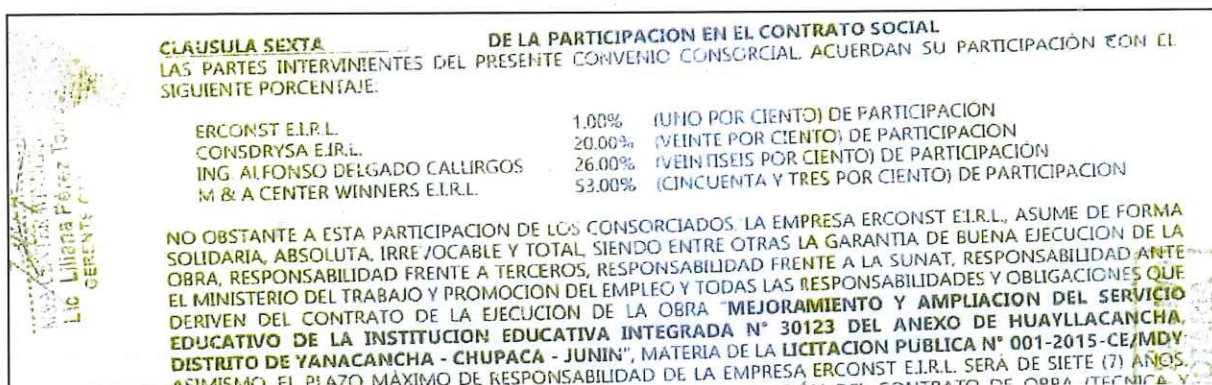 CLAUSULA SEXTA DE LA PARTICIPACION EN EL CONTRATO SOCIAL
LAS PARTES INTERVINIENTES DEL PRESENTE CONVENIO CONSORCIAL, ACUERDAN SU PARTICIPACIÓN CON EL
SIGUIENTE PORCENTAJE:
ERCONST E.I.R.L. 1.00% (UNO POR CIENTO) DE PARTICIPACIÓN
CONSDRYSA E.I.R.L. 20.00% (VEINTE POR CIENTO) DE PARTICIPACION
ING. ALFONSO DELGADO CALLIRGOS 26.00% (VEINTISEIS POR CIENTO) DE PARTICIPACIÓN
M & A CENTER WINNERS E.I.R.L. 53.00% (CINCUENTA Y TRES POR CIENTO) DE PARTICIPACION
NO OBSTANTE A ESTA PARTICIPACION DE LOS CONSORCIADOS, LA EMPRESA ERCONST E.I.R.L., ASUME DE FORMA
SOLIDARIA, ABSOLUTA, IRREVOCABLE Y TOTAL, SIENDO ENTRE OTRAS LA GARANTIA DE BUENA EJECUCION DE LA
OBRA, RESPONSABILIDAD FRENTE A TERCEROS, RESPONSABILIDAD FRENTE A LA SUNAT, RESPONSABILIDAD ANTE
EL MINISTERIO DEL TRABAJO Y PROMOCION DEL EMPLEO Y TODAS LAS RESPONSABILIDADES Y OBLIGACIONES QUE
DERIVEN DEL CONTRATO DE LA EJECUCION DE LA OBRA "MEJORAMIENTO Y AMPLIACION DEL SERVICIO
EDUCATIVO DE LA INSTITUCION EDUCATIVA INTEGRADA N° 30123 DEL ANEXO DE HUAYLLACANCHA,
DISTRITO DE YANACANCHA - CHUPACA - JUNIN", MATERIA DE LA LICITACION PUBLICA N° 001-2015-CE/MDY.
ASIMISMO, EL PLAZO MÁXIMO DE RESPONSABILIDAD DE LA EMPRESA ERCONST E.I.R.L. SERÁ DE SIETE (7) AÑOS,
DEL CONTRATO DE OBRA (TECNICA Y
Lic Liliana Pérez
GERENTE